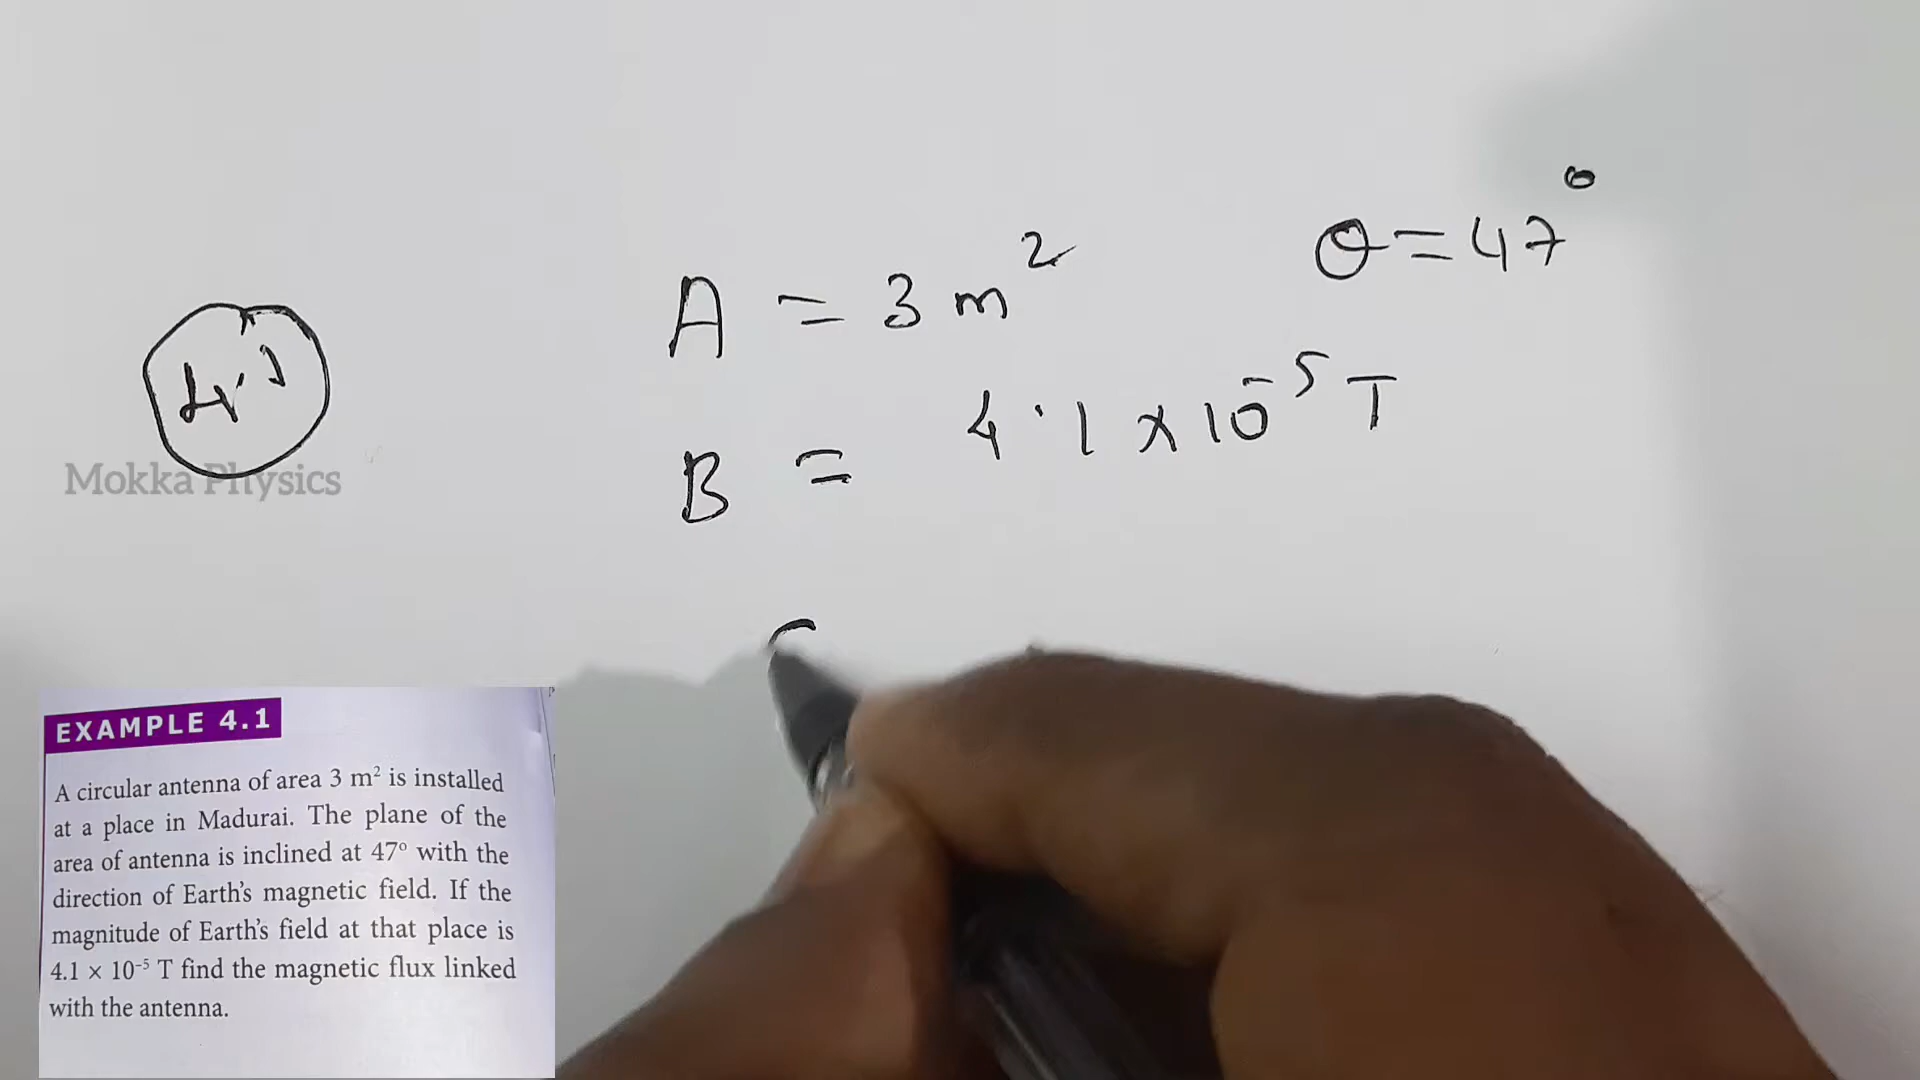 θ = 47°
A = 3 m²
4.1
B = 4.1 × 10⁻⁵ T
Mokka Physics
EXAMPLE 4.1
A circular antenna of area 3 m² is installed
at a place in Madurai. The plane of the
area of antenna is inclined at 47° with the
direction of Earth's magnetic field. If the
magnitude of Earth's field at that place is
4.1 × 10⁻⁵ T find the magnetic flux linked
with the antenna.